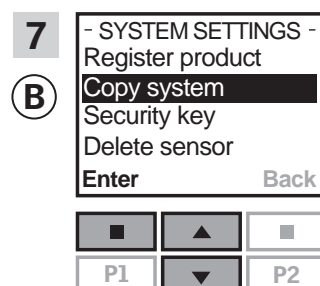 7
B
- SYSTEM SETTINGS -
Register product
Copy system
Security key
Delete sensor
Enter Back
P1 P2